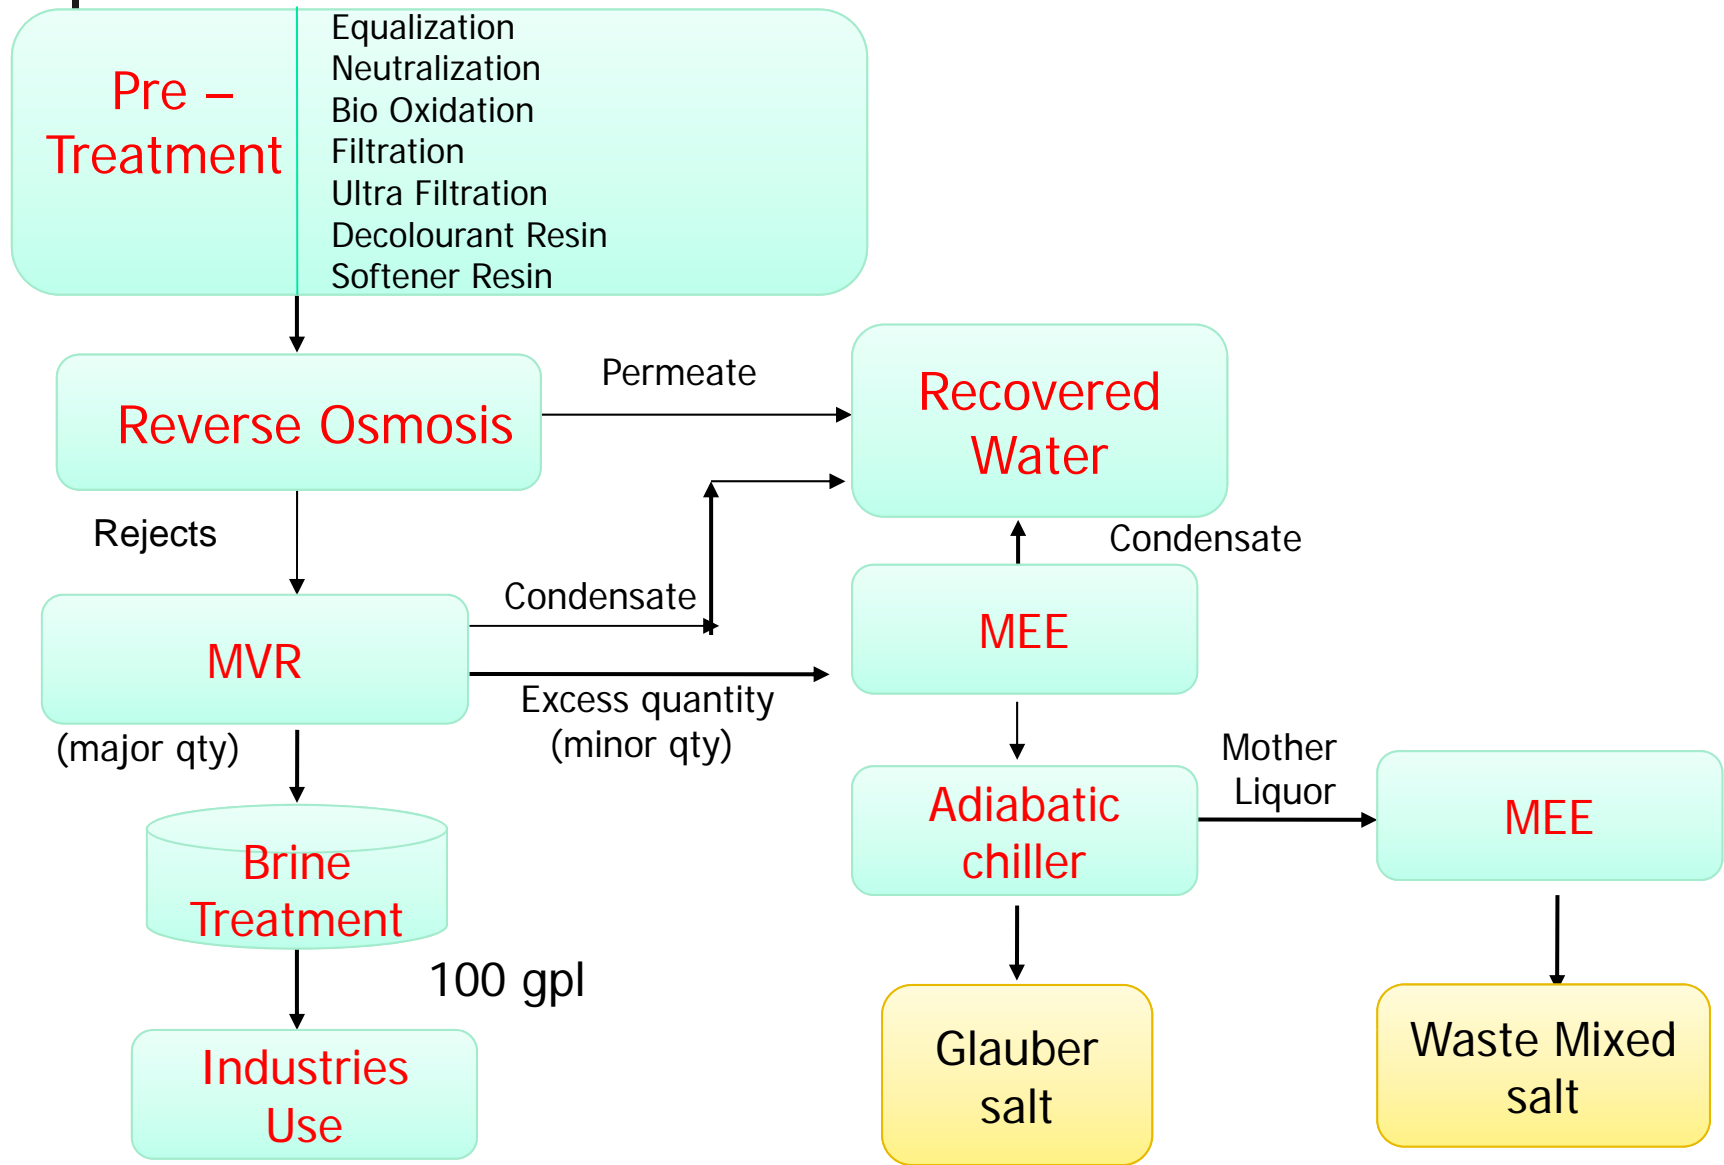 Pre –
Treatment
Equalization
Neutralization
Bio Oxidation
Filtration
Ultra Filtration
Decolourant Resin
Softener Resin
Reverse Osmosis
Permeate
Recovered
Water
Rejects
Condensate
Condensate
MVR
MEE
Excess quantity
(minor qty)
(major qty)
Mother
Liquor
Adiabatic
chiller
MEE
Brine
Treatment
100 gpl
Industries
Use
Glauber
salt
Waste Mixed
salt